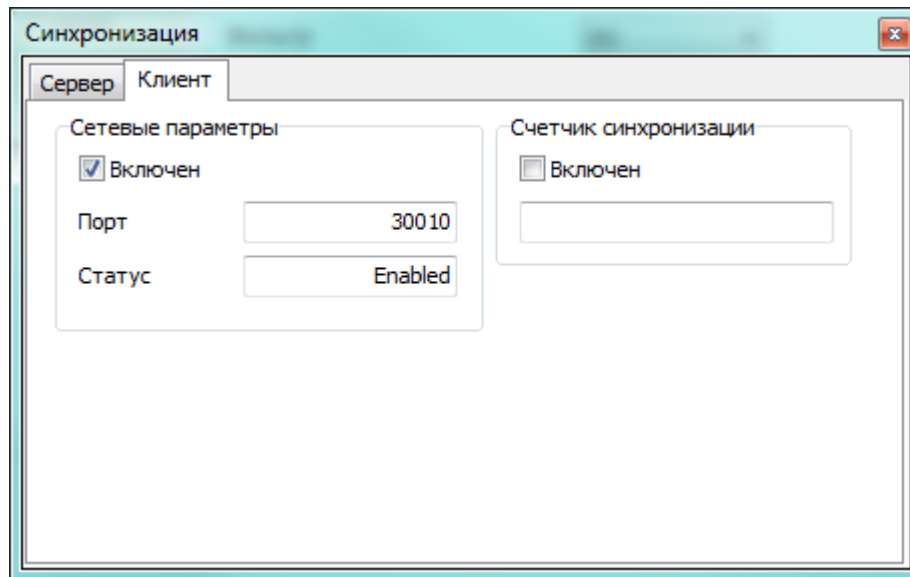 Синхронизация
Сервер Клиент
Сетевые параметры
Включен
Порт 30010
Статус Enabled
Счетчик синхронизации
Включен